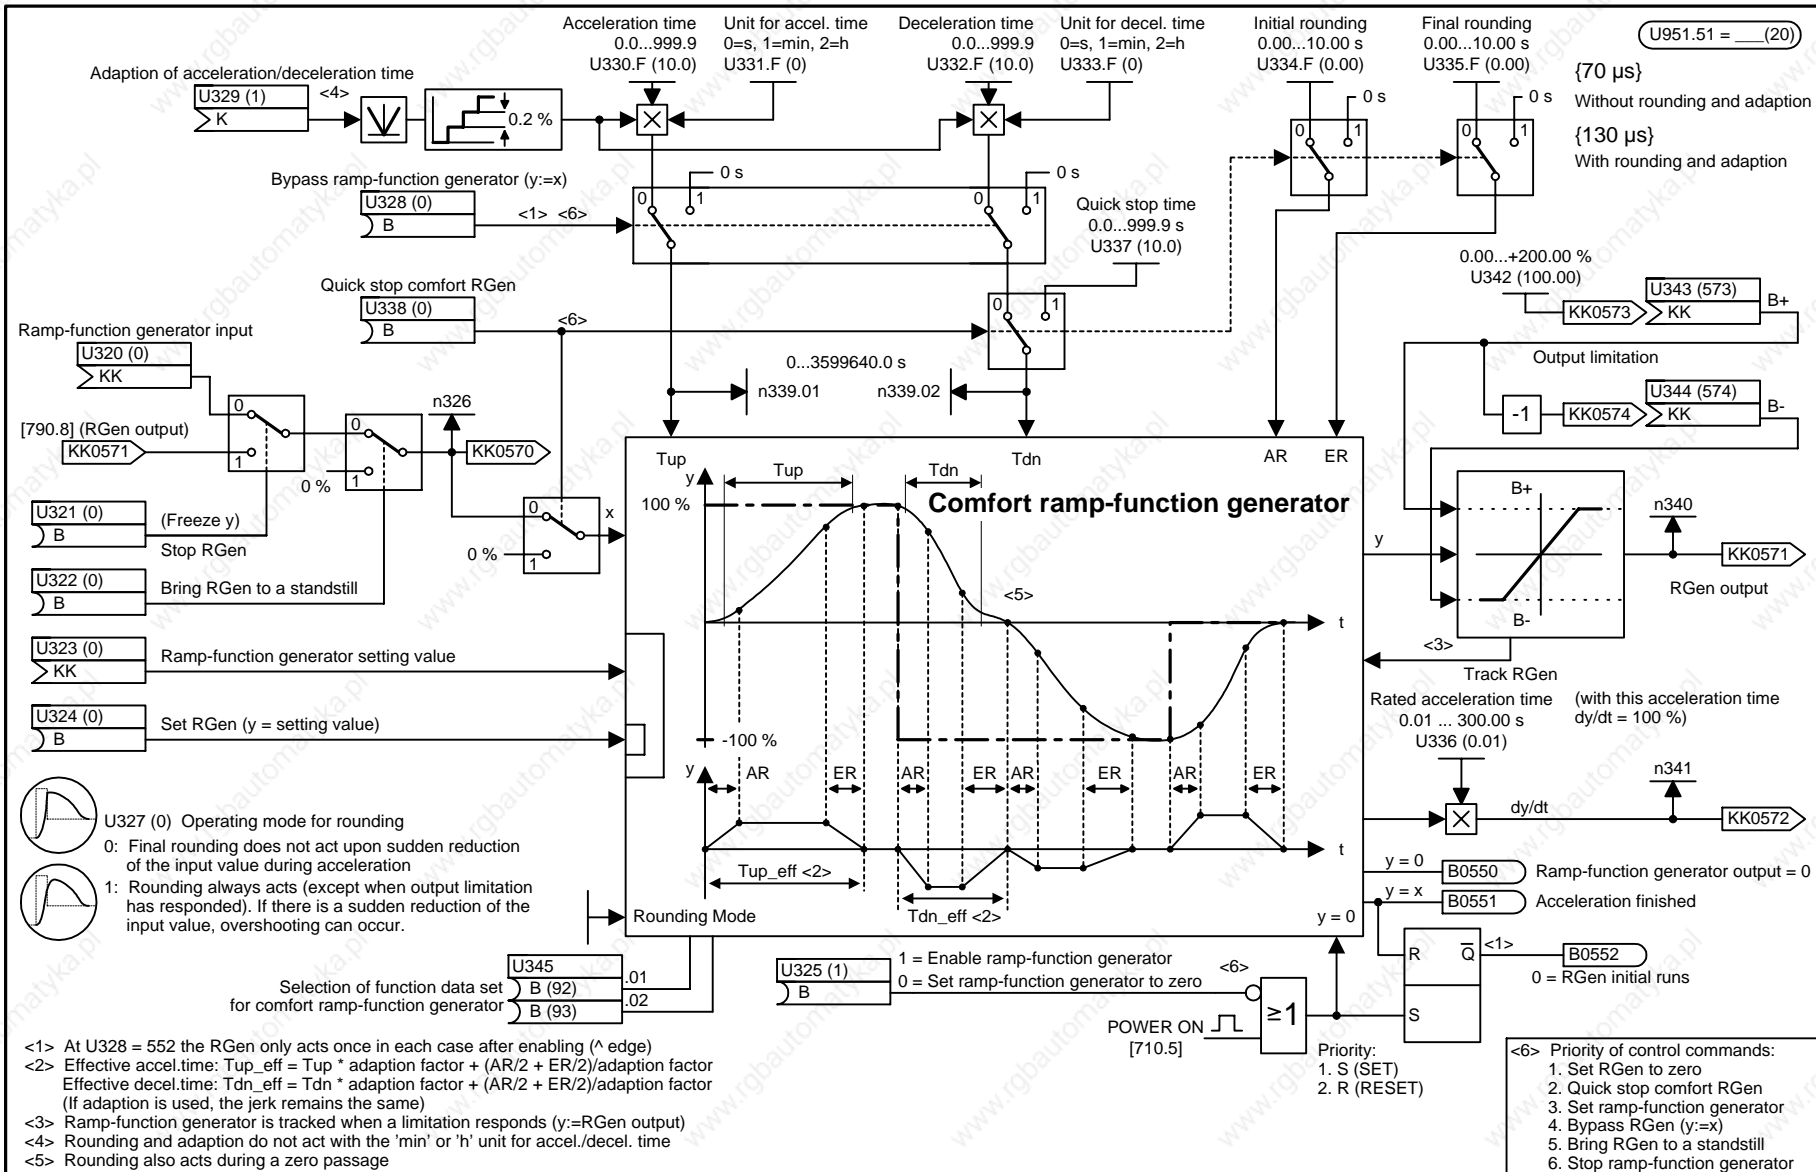 Acceleration time
0.0...999.9
U330.F (10.0)
Unit for accel. time
0=s, 1=min, 2=h
U331.F (0)
Deceleration time
0.0...999.9
U332.F (10.0)
Unit for decel. time
0=s, 1=min, 2=h
U333.F (0)
Initial rounding
0.00...10.00 s
U334.F (0.00)
Final rounding
0.00...10.00 s
U335.F (0.00)
U951.51 = ___(20)
{70 µs}
Without rounding and adaption
{130 µs}
With rounding and adaption
Adaption of acceleration/deceleration time
U329 (1)
K
<4>
0.2 %
0 s
0 s
0
1
0
1
Bypass ramp-function generator (y:=x)
U328 (0)
B
<1> <6>
0 s
0 s
0
1
0
1
Quick stop time
0.0...999.9 s
U337 (10.0)
Quick stop comfort RGen
U338 (0)
B
<6>
0
1
0.00...+200.00 %
U342 (100.00)
KK0573
U343 (573)
KK
B+
Output limitation
-1
KK0574
U344 (574)
KK
B-
Ramp-function generator input
U320 (0)
KK
0...3599640.0 s
n339.01
n339.02
[790.8] (RGen output)
KK0571
0
1
0
1
0 %
n326
KK0570
U321 (0)
B
(Freeze y)
Stop RGen
U322 (0)
B
Bring RGen to a standstill
0
1
0 %
x
Tup
Tdn
AR
ER
Comfort ramp-function generator
y
100 %
Tup
Tdn
<5>
t
-100 %
y
AR
ER
AR
ER
AR
ER
AR
ER
t
Tup_eff <2>
Tdn_eff <2>
Rounding Mode
y = 0
y
B+
B-
n340
KK0571
RGen output
<3>
Track RGen
U323 (0)
KK
Ramp-function generator setting value
U324 (0)
B
Set RGen (y = setting value)
Rated acceleration time
0.01 ... 300.00 s
U336 (0.01)
(with this acceleration time
dy/dt = 100 %)
dy/dt
n341
KK0572
y = 0
B0550
Ramp-function generator output = 0
y = x
B0551
Acceleration finished
U327 (0) Operating mode for rounding
0: Final rounding does not act upon sudden reduction
of the input value during acceleration
1: Rounding always acts (except when output limitation
has responded). If there is a sudden reduction of the
input value, overshooting can occur.
Selection of function data set
for comfort ramp-function generator
U345
B (92)
.01
B (93)
.02
U325 (1)
B
1 = Enable ramp-function generator
0 = Set ramp-function generator to zero
<6>
≥1
POWER ON
[710.5]
R
Q
S
<1>
B0552
0 = RGen initial runs
Priority:
1. S (SET)
2. R (RESET)
<1> At U328 = 552 the RGen only acts once in each case after enabling (^ edge)
<2> Effective accel.time: Tup_eff = Tup * adaption factor + (AR/2 + ER/2)/adaption factor
Effective decel.time: Tdn_eff = Tdn * adaption factor + (AR/2 + ER/2)/adaption factor
(If adaption is used, the jerk remains the same)
<3> Ramp-function generator is tracked when a limitation responds (y:=RGen output)
<4> Rounding and adaption do not act with the 'min' or 'h' unit for accel./decel. time
<5> Rounding also acts during a zero passage
<6> Priority of control commands:
1. Set RGen to zero
2. Quick stop comfort RGen
3. Set ramp-function generator
4. Bypass RGen (y:=x)
5. Bring RGen to a standstill
6. Stop ramp-function generator
www.rgbautomatyka.pl